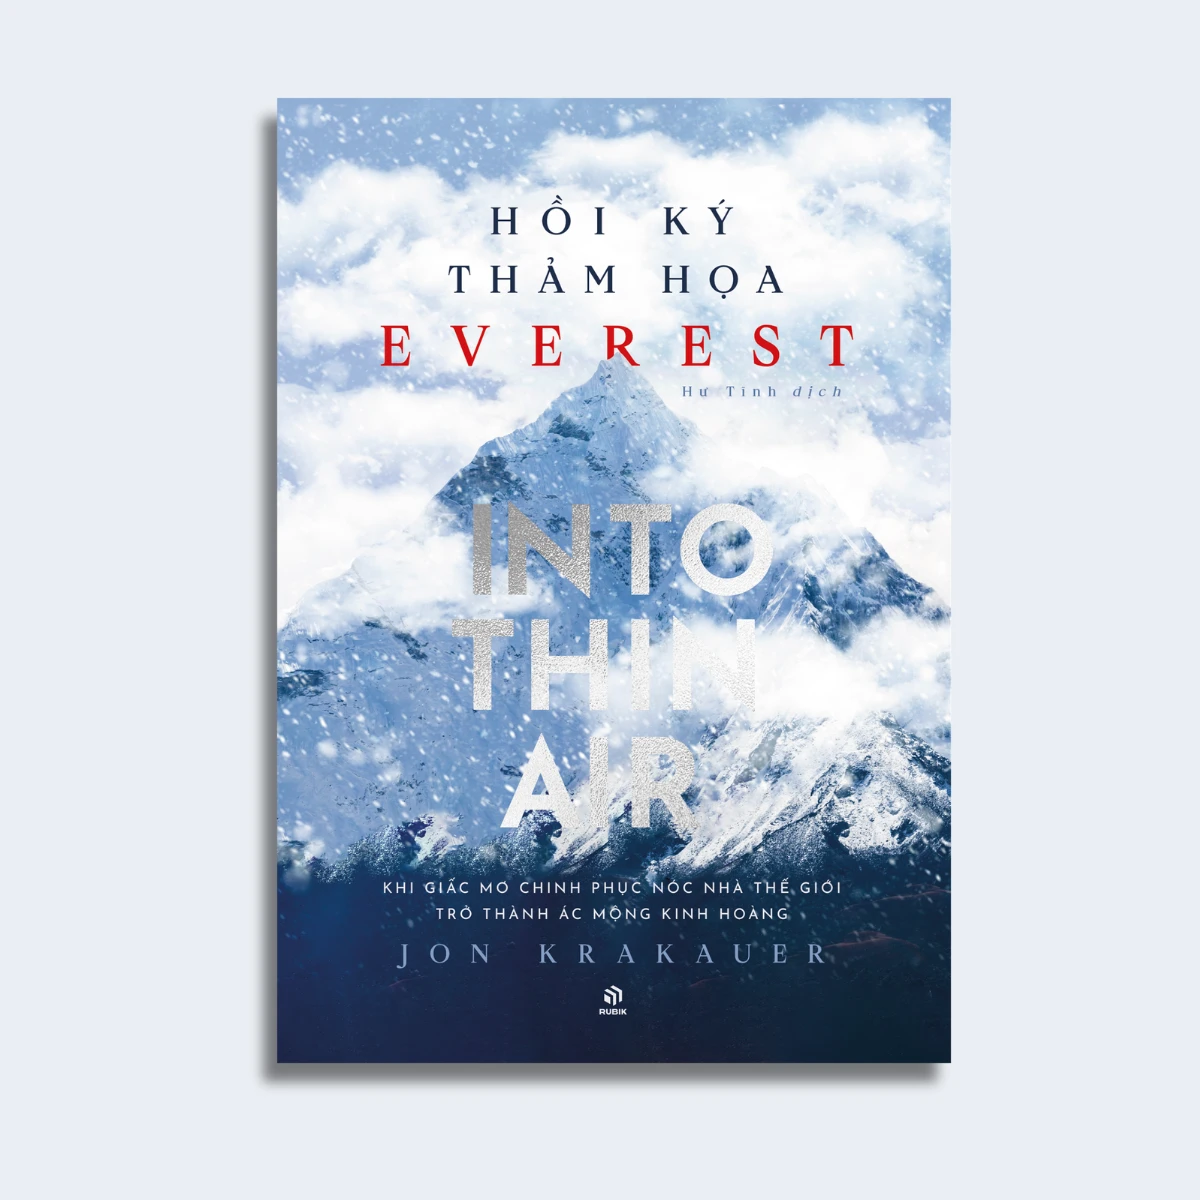 HỒI KÝ
THẢM HỌA
EVEREST
Hư Tĩnh dịch
INTO
THIN
AIR
KHI GIẤC MƠ CHINH PHỤC NÓC NHÀ THẾ GIỚI
TRỞ THÀNH ÁC MỘNG KINH HOÀNG
JON KRAKAUER
RUBIK